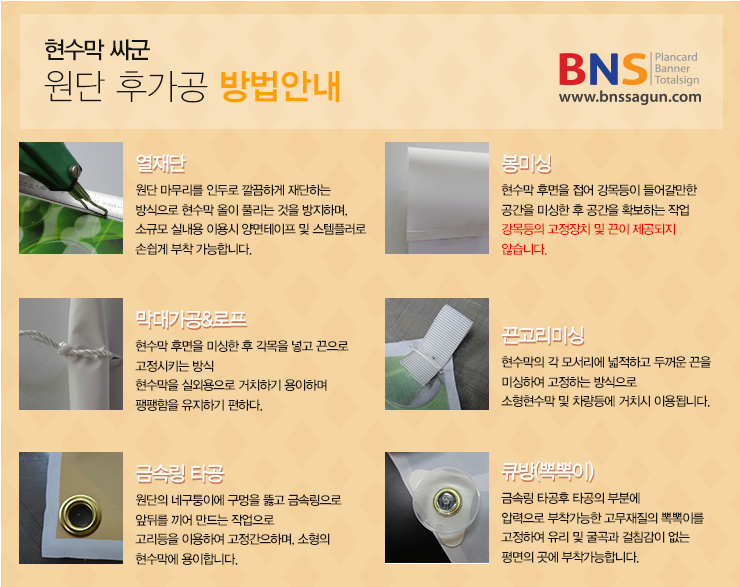 현수막 싸군
원단 후가공 방법안내
BNS
Plancard
Banner
Totalsign
www.bnssagun.com
열재단
원단 마무리를 인두로 깔끔하게 재단하는
방식으로 현수막 올이 풀리는 것을 방지하며,
소규모 실내용 이용시 양면테이프 및 스템플러로
손쉽게 부착 가능합니다.
봉미싱
현수막 후면을 접어 강목등이 들어갈만한
공간을 미싱한 후 공간을 확보하는 작업
강목등의 고정장치 및 끈이 제공되지
않습니다.
막대가공&로프
현수막 후면을 미싱한 후 각목을 넣고 끈으로
고정시키는 방식
현수막을 실외용으로 거치하기 용이하며
팽팽함을 유지하기 편하다.
끈고리미싱
현수막의 각 모서리에 넓적하고 두꺼운 끈을
미싱하여 고정하는 방식으로
소형현수막 및 차량등에 거치시 이용됩니다.
금속링 타공
원단의 네구퉁이에 구멍을 뚫고 금속링으로
앞뒤를 끼어 만드는 작업으로
고리등을 이용하여 고정간으하며, 소형의
현수막에 용이합니다.
큐방(뽁뽁이)
금속링 타공후 타공의 부분에
압력으로 부착가능한 고무재질의 뽁뽁이를
고정하여 유리 및 굴곡과 걸침감이 없는
평면의 곳에 부착가능합니다.